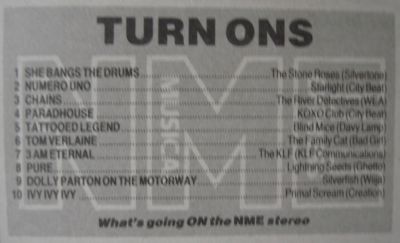 TURN ONS
1 SHE BANGS THE DRUMS The Stone Roses (Silvertone)
2 NUMERO UNO Starlight (City Beat)
3 CHAINS The River Detectives (WEA)
4 PARADHOUSE KOXO Club (City Beat)
5 TATTOOED LEGEND Blind Mice (Davy Lamp)
6 TOM VERLAINE The Family Cat (Bad Girl)
7 3 AM ETERNAL The KLF (KLF Communications)
8 PURE Lightning Seeds (Ghetto)
9 DOLLY PARTON ON THE MOTORWAY Silverfish (Wiiija)
10 IVY IVY IVY Primal Scream (Creation)
What's going ON the NME stereo
NME
MUSICAL